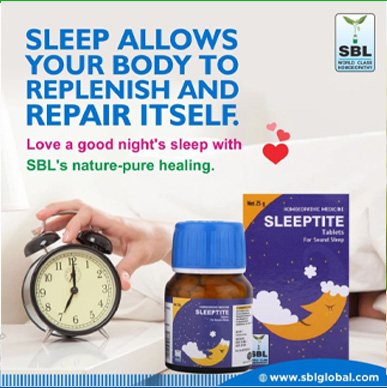 SLEEP ALLOWS
YOUR BODY TO
REPLENISH AND
REPAIR ITSELF.
Love a good night's sleep with
SBL's nature-pure healing.
SBL
WORLD CLASS
HOMOEOPATHY
Net 25 g
HOMOEOPATHIC MEDICINE
SLEEPTITE
Tablets
For Sound Sleep
SLEEPTITE
SBL
www.sblglobal.com